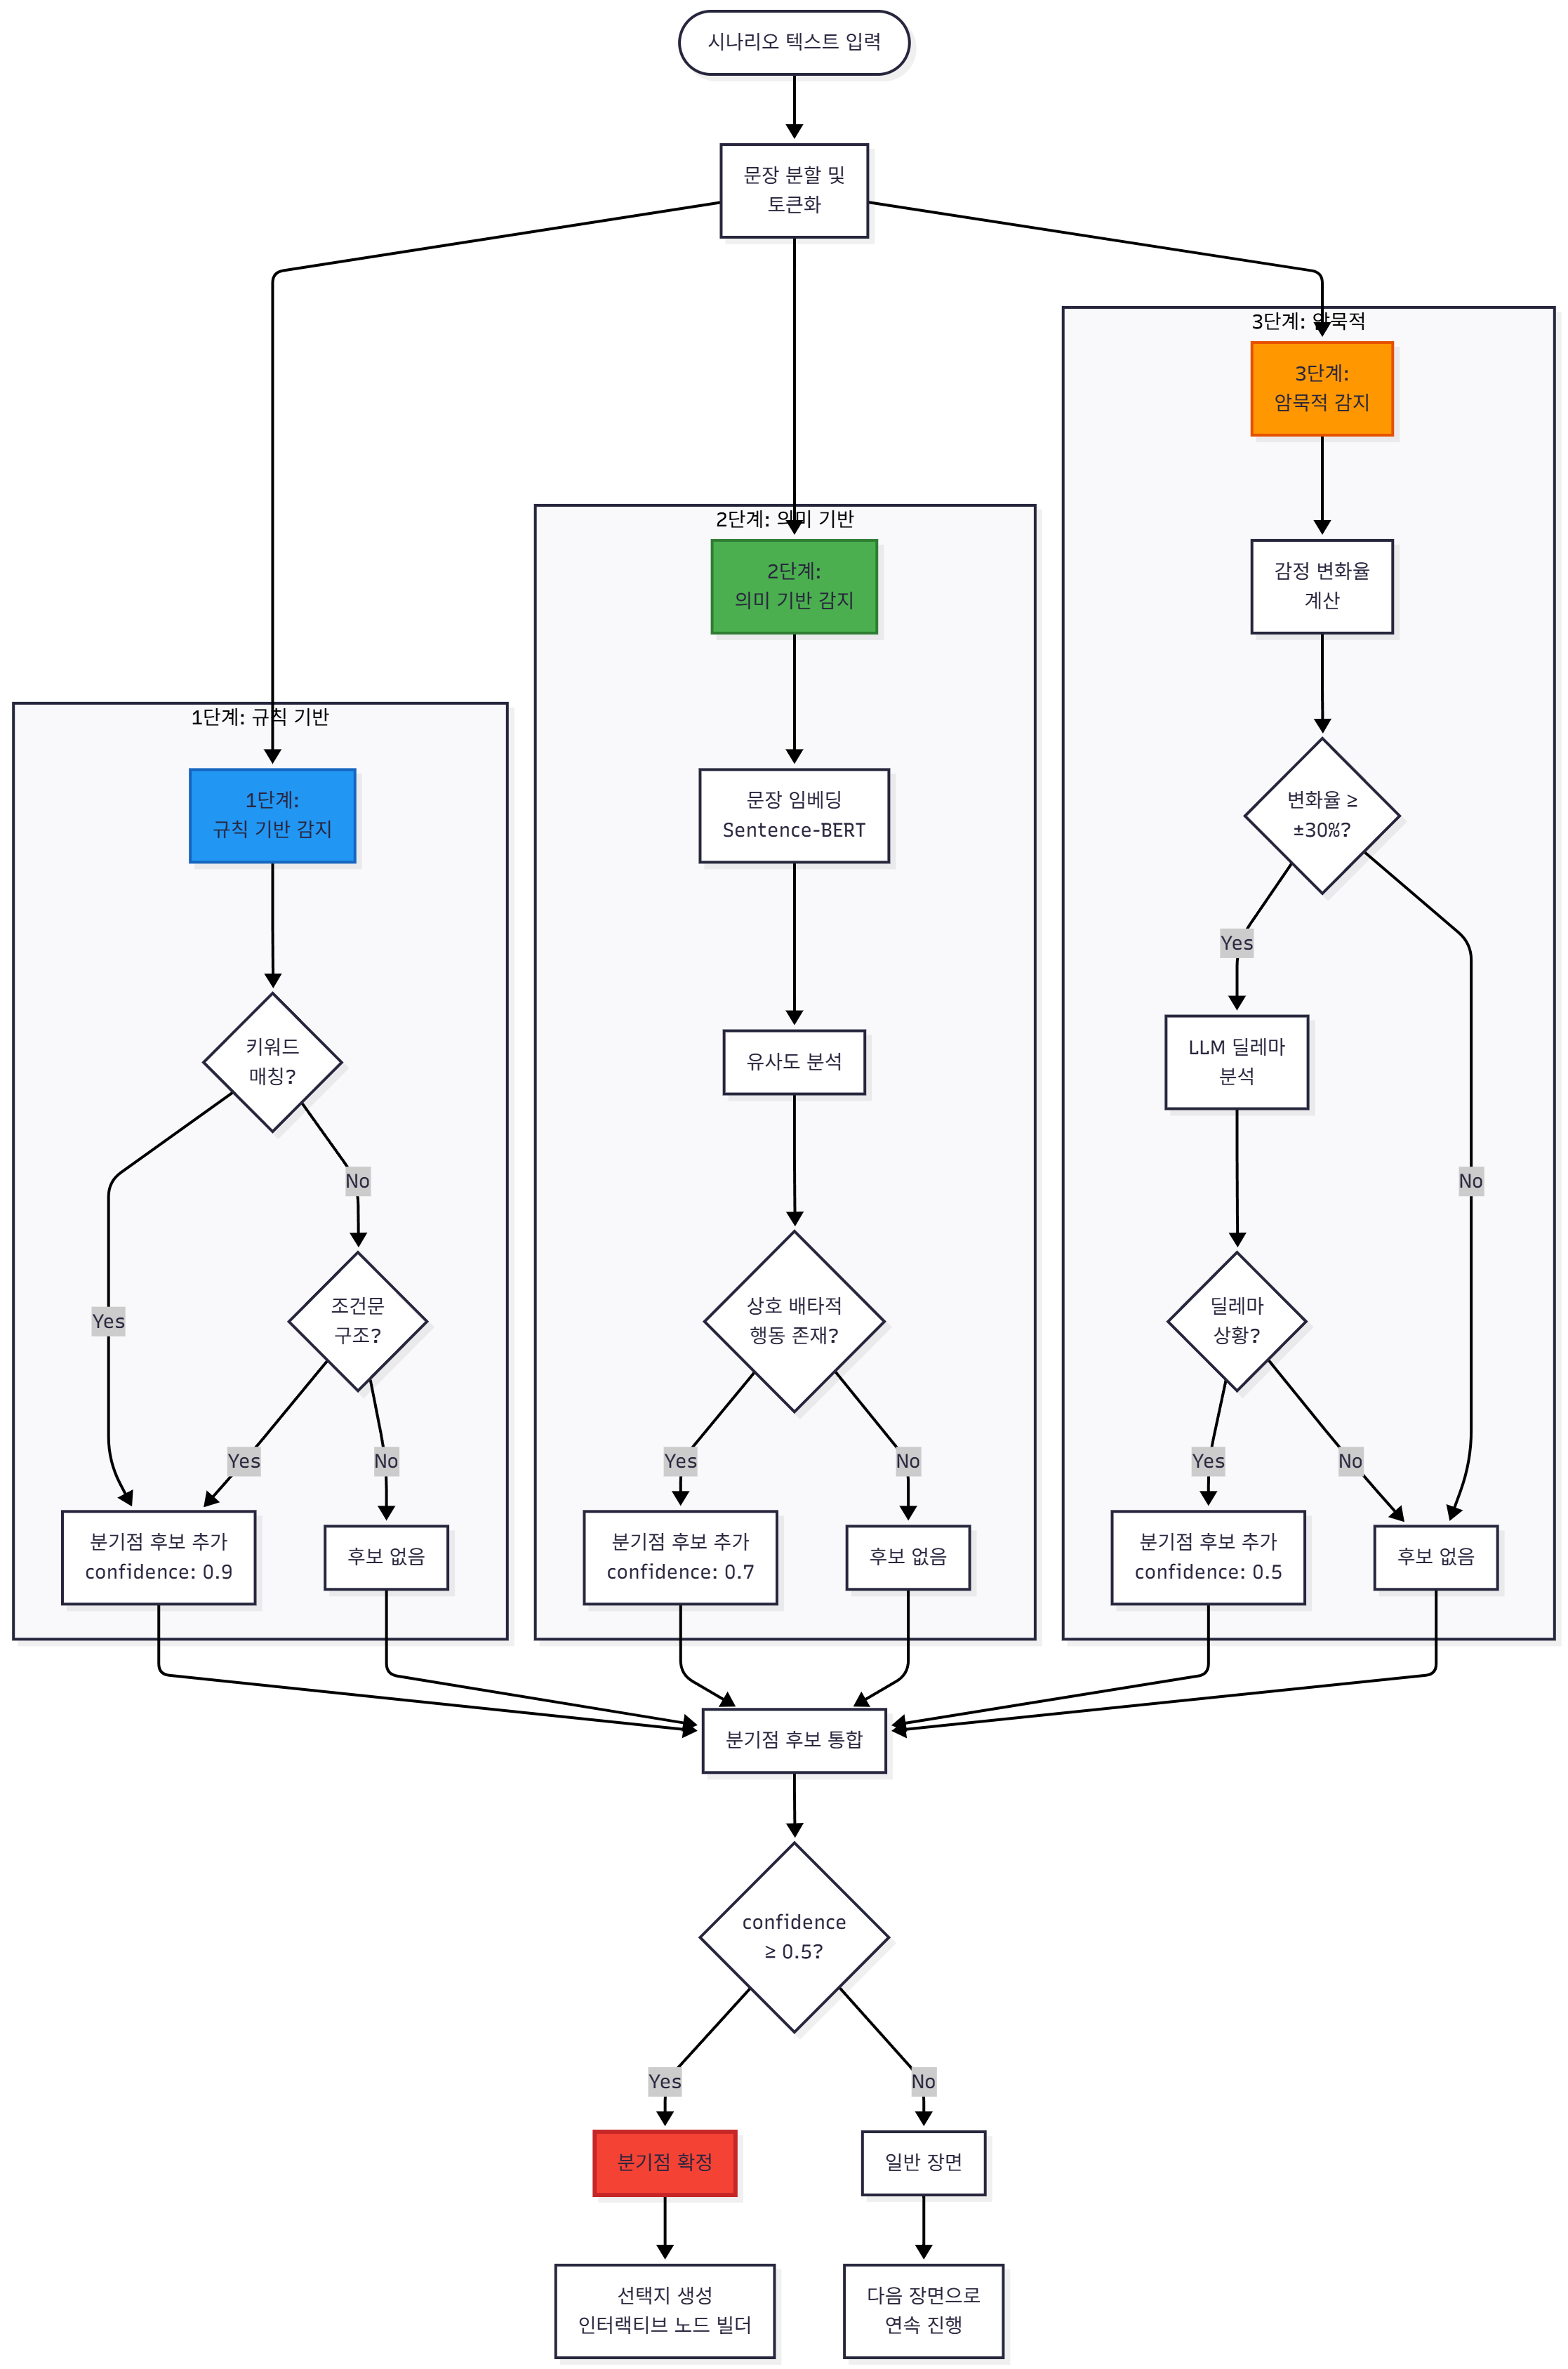 시나리오 텍스트 입력
문장 분할 및
토큰화
3단계: 암묵적
3단계:
암묵적 감지
2단계: 의미 기반
2단계:
의미 기반 감지
감정 변화율
계산
1단계: 규칙 기반
1단계:
규칙 기반 감지
문장 임베딩
Sentence-BERT
변화율 ≥
±30%?
Yes
키워드
매칭?
유사도 분석
LLM 딜레마
분석
No
No
Yes
조건문
구조?
상호 배타적
행동 존재?
딜레마
상황?
Yes
No
Yes
No
Yes
No
분기점 후보 추가
confidence: 0.9
후보 없음
분기점 후보 추가
confidence: 0.7
후보 없음
분기점 후보 추가
confidence: 0.5
후보 없음
분기점 후보 통합
confidence
≥ 0.5?
Yes
No
분기점 확정
일반 장면
선택지 생성
인터랙티브 노드 빌더
다음 장면으로
연속 진행